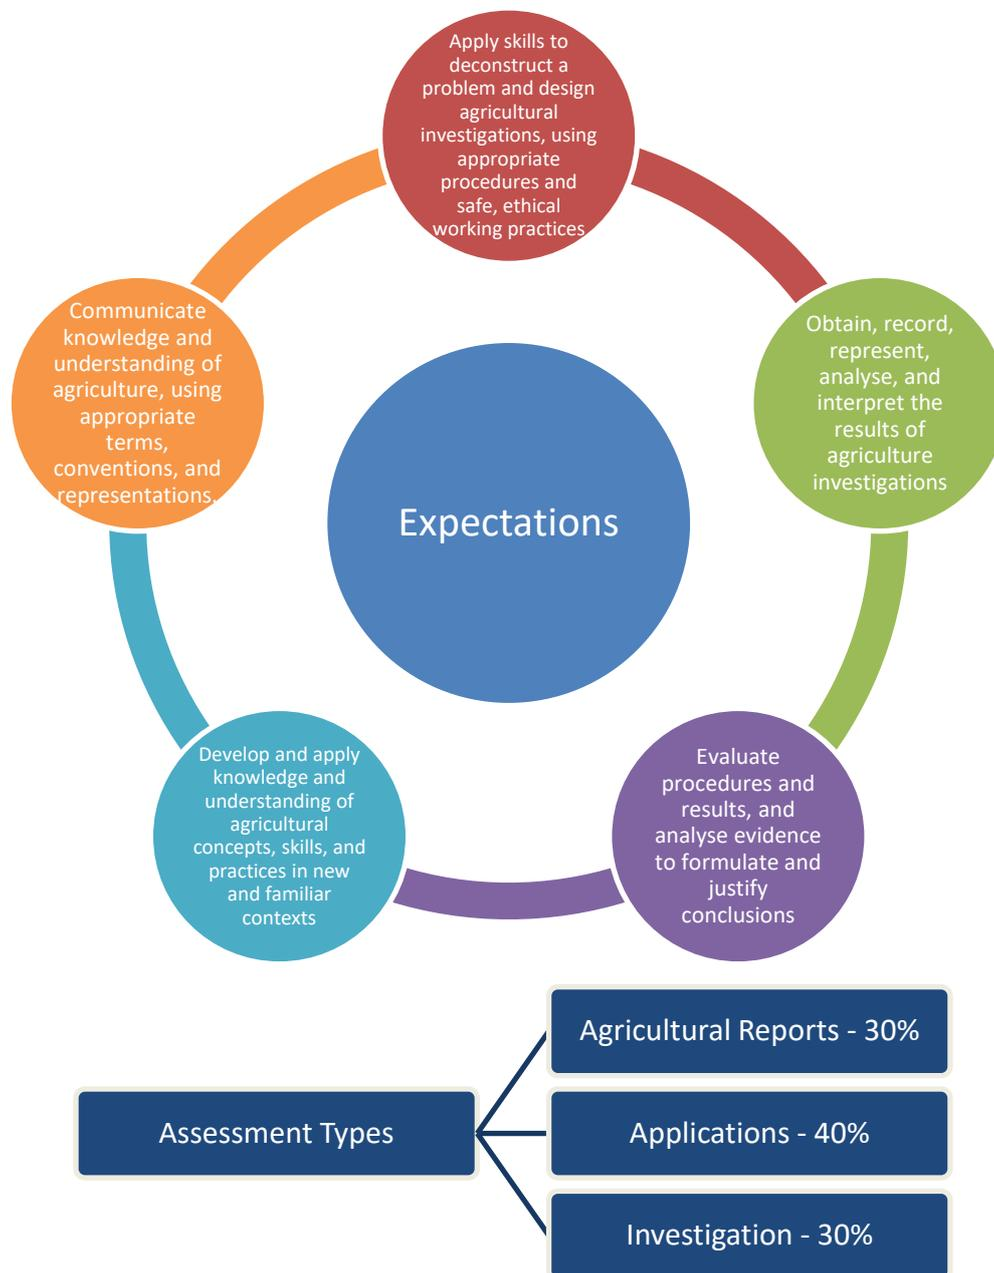 Apply skills to
deconstruct a
problem and design
agricultural
investigations, using
appropriate
procedures and
safe, ethical
working practices
Obtain, record,
represent,
analyse, and
interpret the
results of
agriculture
investigations
Evaluate
procedures and
results, and
analyse evidence
to formulate and
justify
conclusions
Develop and apply
knowledge and
understanding of
agricultural
concepts, skills, and
practices in new
and familiar
contexts
Communicate
knowledge and
understanding of
agriculture, using
appropriate
terms,
conventions, and
representations.
Expectations
Assessment Types
Agricultural Reports - 30%
Applications - 40%
Investigation - 30%